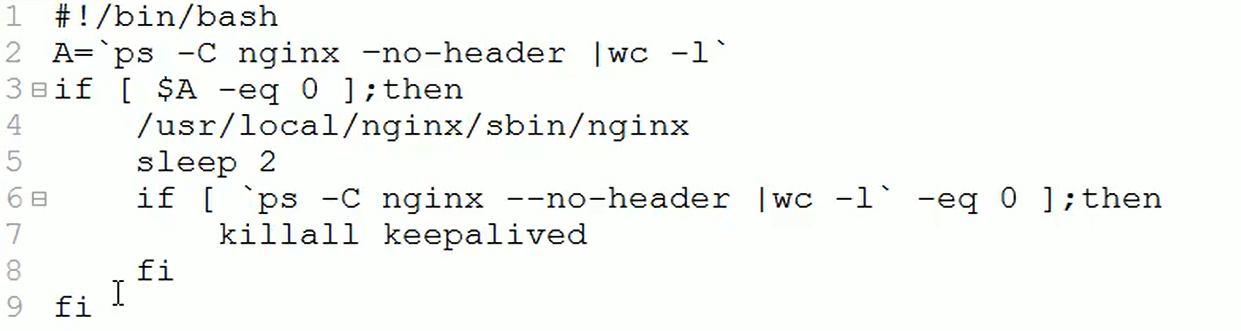 1 #!/bin/bash
2 A=`ps -C nginx –no-header |wc -l`
3 if [ $A -eq 0 ];then
4 /usr/local/nginx/sbin/nginx
5 sleep 2
6 if [ `ps -C nginx --no-header |wc -l` -eq 0 ];then
7 killall keepalived
8 fi
9 fi